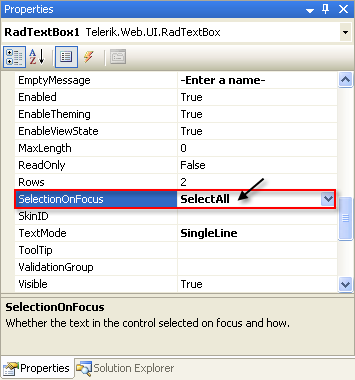 Properties
RadTextBox1 Telerik.Web.UI.RadTextBox
A Z
EmptyMessage -Enter a name-
Enabled True
EnableTheming True
EnableViewState True
MaxLength 0
ReadOnly False
Rows 2
SelectionOnFocus SelectAll
SkinID
TextMode SingleLine
ToolTip
ValidationGroup
Visible True
SelectionOnFocus
Whether the text in the control selected on focus and how.
Properties Solution Explorer